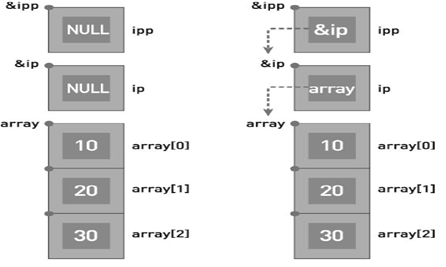 &ipp NULL ipp &ipp &ip ipp
&ip NULL ip &ip array ip
array 10 array[0] array 10 array[0]
20 array[1] 20 array[1]
30 array[2] 30 array[2]